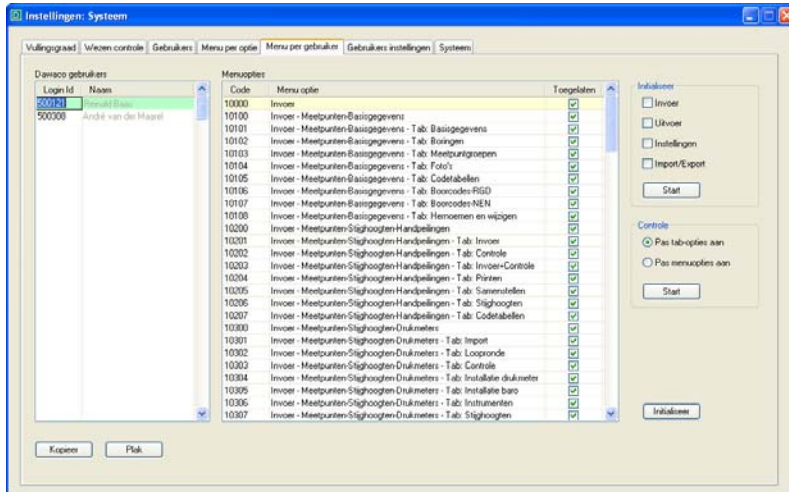 Instellingen: Systeem
Vullingsgraad Wezen controle Gebruikers Menu per optie Menu per gebruiker Gebruikers instellingen Systeem
Dawaco gebruikers
Login Id Naam
500121
500308 André van der Maarel
Menuopties
Code Menu optie Toegelaten
10000 Invoer
10100 Invoer - Meetpunten-Basisgegevens
10101 Invoer - Meetpunten-Basisgegevens - Tab: Basisgegevens
10102 Invoer - Meetpunten-Basisgegevens - Tab: Boringen
10103 Invoer - Meetpunten-Basisgegevens - Tab: Meetpuntgroepen
10104 Invoer - Meetpunten-Basisgegevens - Tab: Foto's
10105 Invoer - Meetpunten-Basisgegevens - Tab: Codetabellen
10106 Invoer - Meetpunten-Basisgegevens - Tab: Boorcodes-RGD
10107 Invoer - Meetpunten-Basisgegevens - Tab: Boorcodes-NEN
10108 Invoer - Meetpunten-Basisgegevens - Tab: Hernoemen en wijzigen
10200 Invoer - Meetpunten-Stijghoogten-Handpeilingen
10201 Invoer - Meetpunten-Stijghoogten-Handpeilingen - Tab: Invoer
10202 Invoer - Meetpunten-Stijghoogten-Handpeilingen - Tab: Controle
10203 Invoer - Meetpunten-Stijghoogten-Handpeilingen - Tab: Invoer+Controle
10204 Invoer - Meetpunten-Stijghoogten-Handpeilingen - Tab: Printen
10205 Invoer - Meetpunten-Stijghoogten-Handpeilingen - Tab: Samenstellen
10206 Invoer - Meetpunten-Stijghoogten-Handpeilingen - Tab: Stijghoogten
10207 Invoer - Meetpunten-Stijghoogten-Handpeilingen - Tab: Codetabellen
10300 Invoer - Meetpunten-Stijghoogten-Drukmeters
10301 Invoer - Meetpunten-Stijghoogten-Drukmeters - Tab: Import
10302 Invoer - Meetpunten-Stijghoogten-Drukmeters - Tab: Loopronde
10303 Invoer - Meetpunten-Stijghoogten-Drukmeters - Tab: Controle
10304 Invoer - Meetpunten-Stijghoogten-Drukmeters - Tab: Installatie drukmeter
10305 Invoer - Meetpunten-Stijghoogten-Drukmeters - Tab: Installatie baro
10306 Invoer - Meetpunten-Stijghoogten-Drukmeters - Tab: Instrumenten
10307 Invoer - Meetpunten-Stijghoogten-Drukmeters - Tab: Stijghoogten
Initialiseer
Invoer
Uitvoer
Instellingen
Import/Export
Start
Controle
Pas tab-opties aan
Pas menuopties aan
Start
Initialiseer
Kopieer Plak